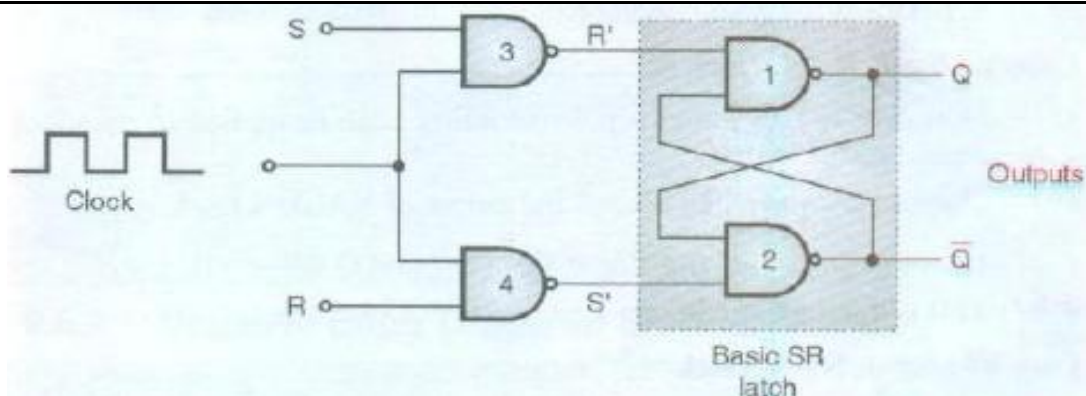 S
3
R'
1
Q
Clock
Outputs
R
4
S'
2
Q̅
Basic SR
latch